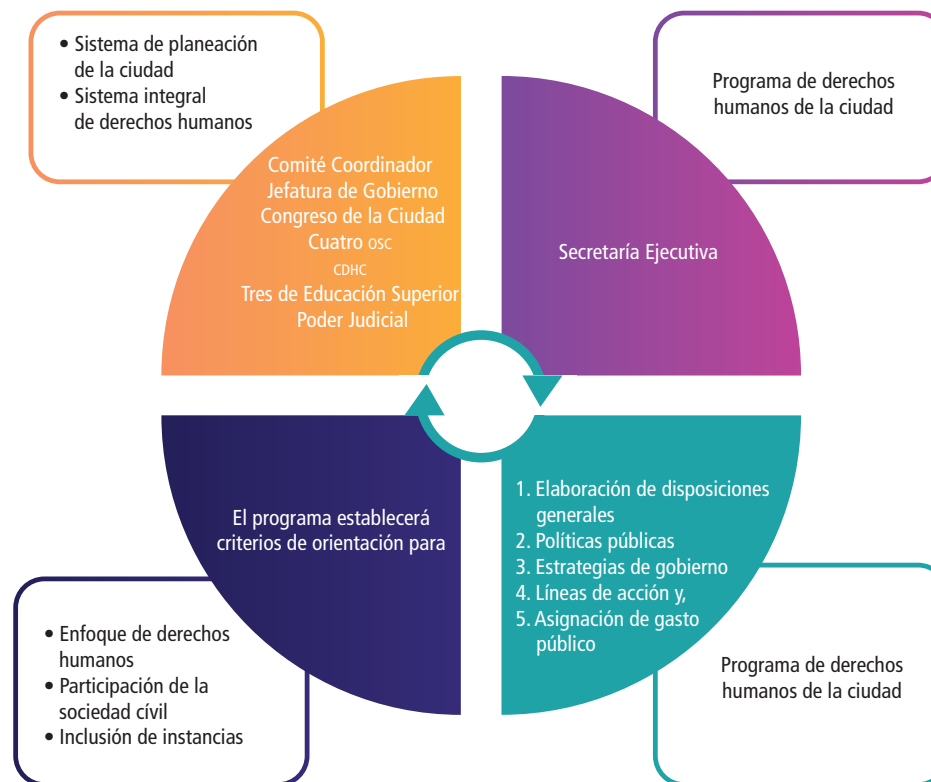 • Sistema de planeación
de la ciudad
• Sistema integral
de derechos humanos
Comité Coordinador
Jefatura de Gobierno
Congreso de la Ciudad
Cuatro OSC
CDHC
Tres de Educación Superior
Poder Judicial
Programa de derechos
humanos de la ciudad
Secretaría Ejecutiva
El programa establecerá
criterios de orientación para
• Enfoque de derechos
humanos
• Participación de la
sociedad cívil
• Inclusión de instancias
1. Elaboración de disposiciones
generales
2. Políticas públicas
3. Estrategias de gobierno
4. Líneas de acción y,
5. Asignación de gasto
público
Programa de derechos
humanos de la ciudad